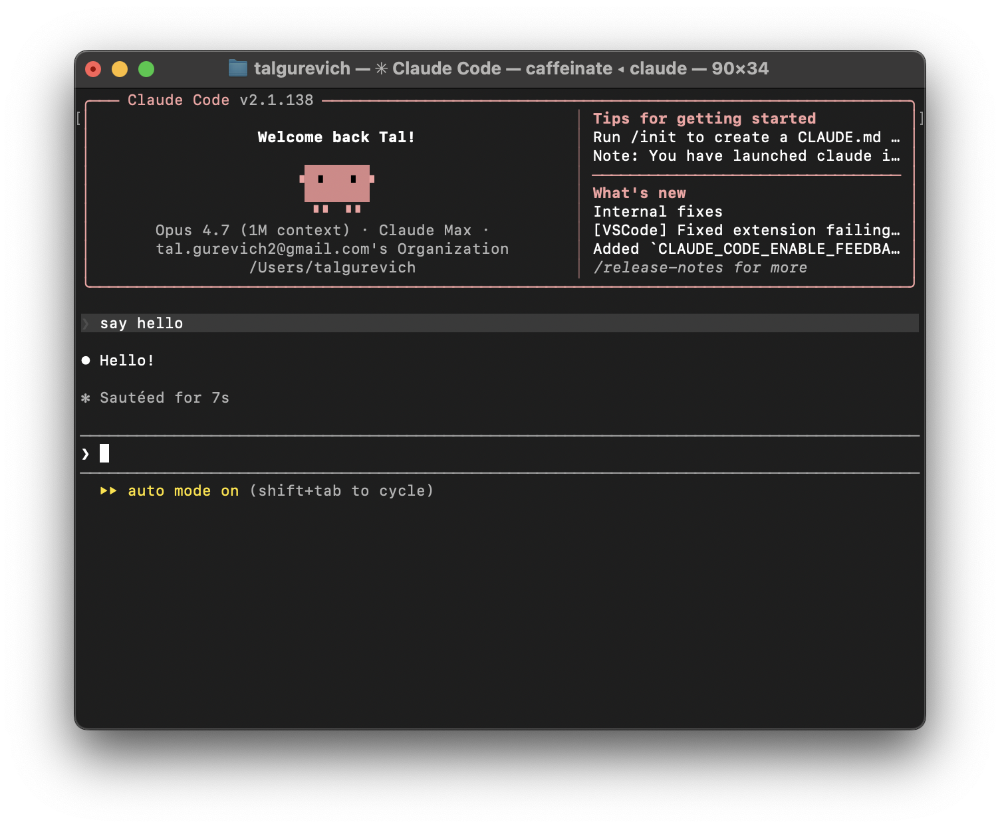 talgurevich — ✳ Claude Code — caffeinate ◂ claude — 90×34
Claude Code v2.1.138
[
Welcome back Tal!
Opus 4.7 (1M context) · Claude Max ·
tal.gurevich2@gmail.com's Organization
/Users/talgurevich
Tips for getting started
]
Run /init to create a CLAUDE.md …
Note: You have launched claude i…
What's new
Internal fixes
[VSCode] Fixed extension failing…
Added `CLAUDE_CODE_ENABLE_FEEDBA…
/release-notes for more
❯ say hello
● Hello!
✻ Sautéed for 7s
❯
⏵⏵ auto mode on (shift+tab to cycle)